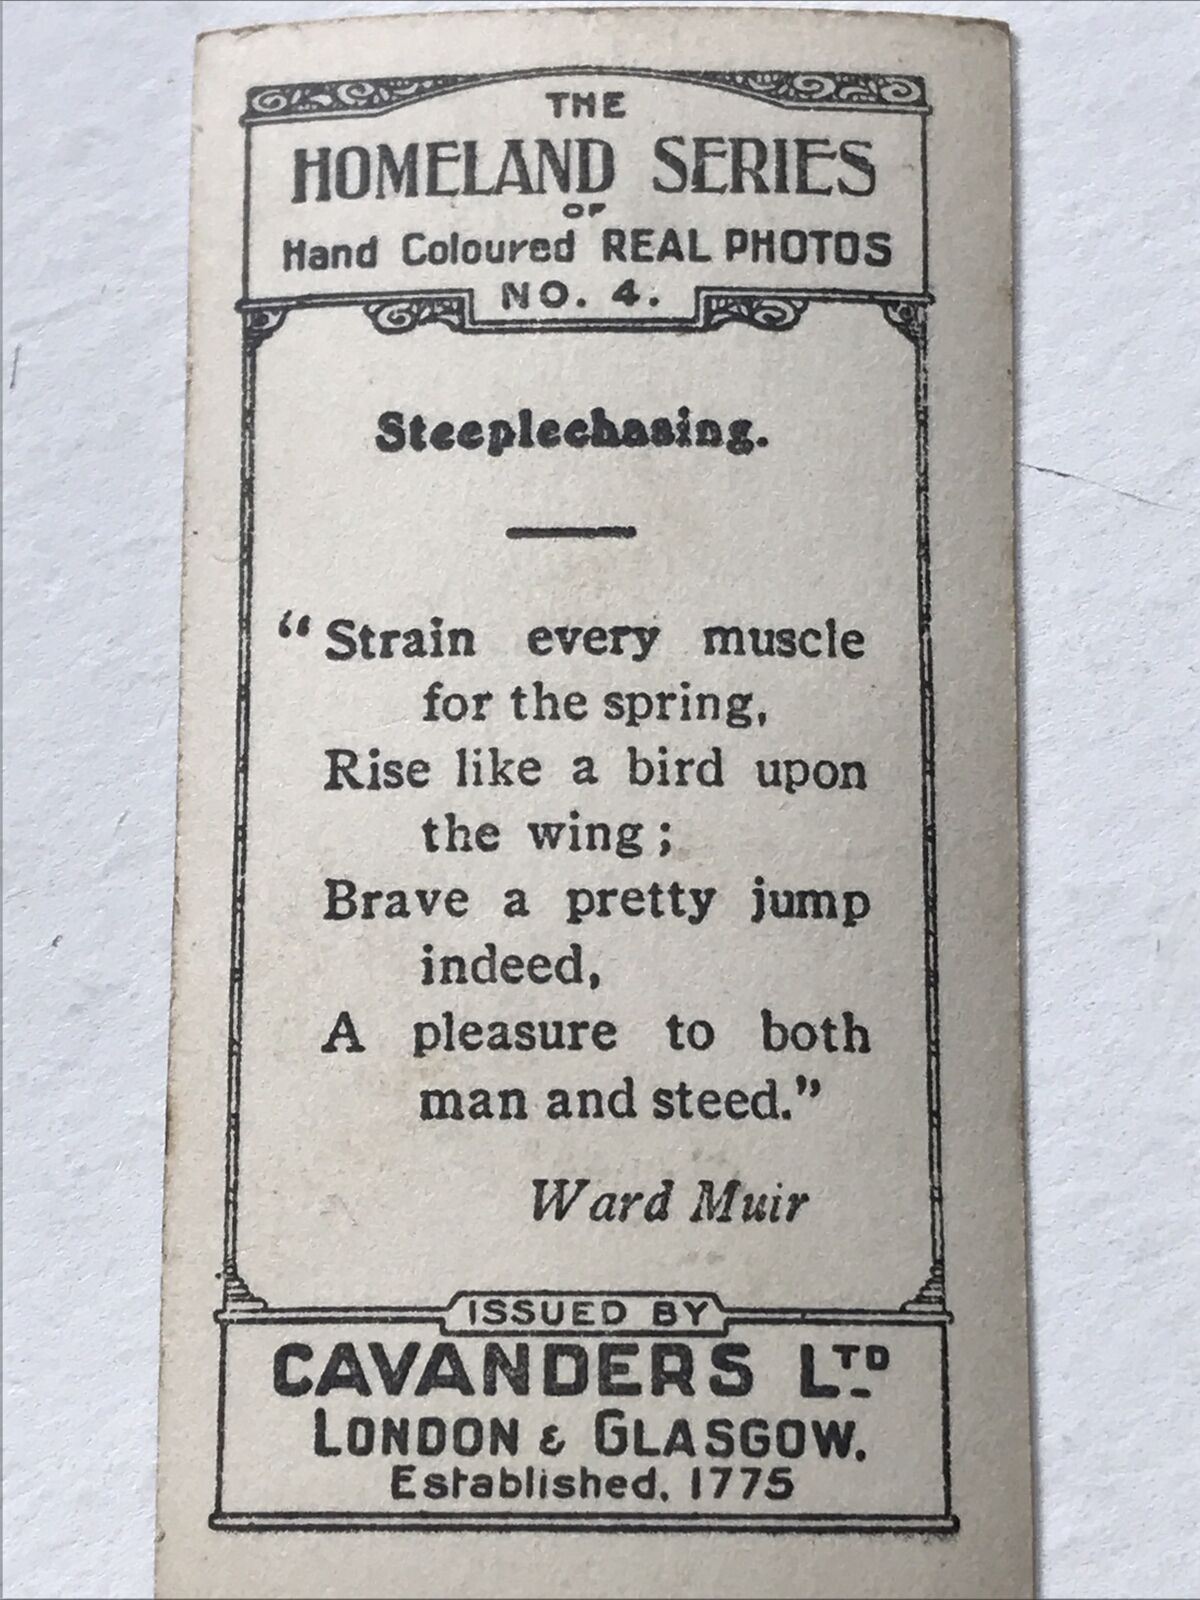 THE
HOMELAND SERIES
OF
Hand Coloured REAL PHOTOS
NO. 4.
Steeplechasing.
“Strain every muscle
for the spring,
Rise like a bird upon
the wing;
Brave a pretty jump
indeed,
A pleasure to both
man and steed.”
Ward Muir
ISSUED BY
CAVANDERS LTD
LONDON & GLASGOW.
Established. 1775